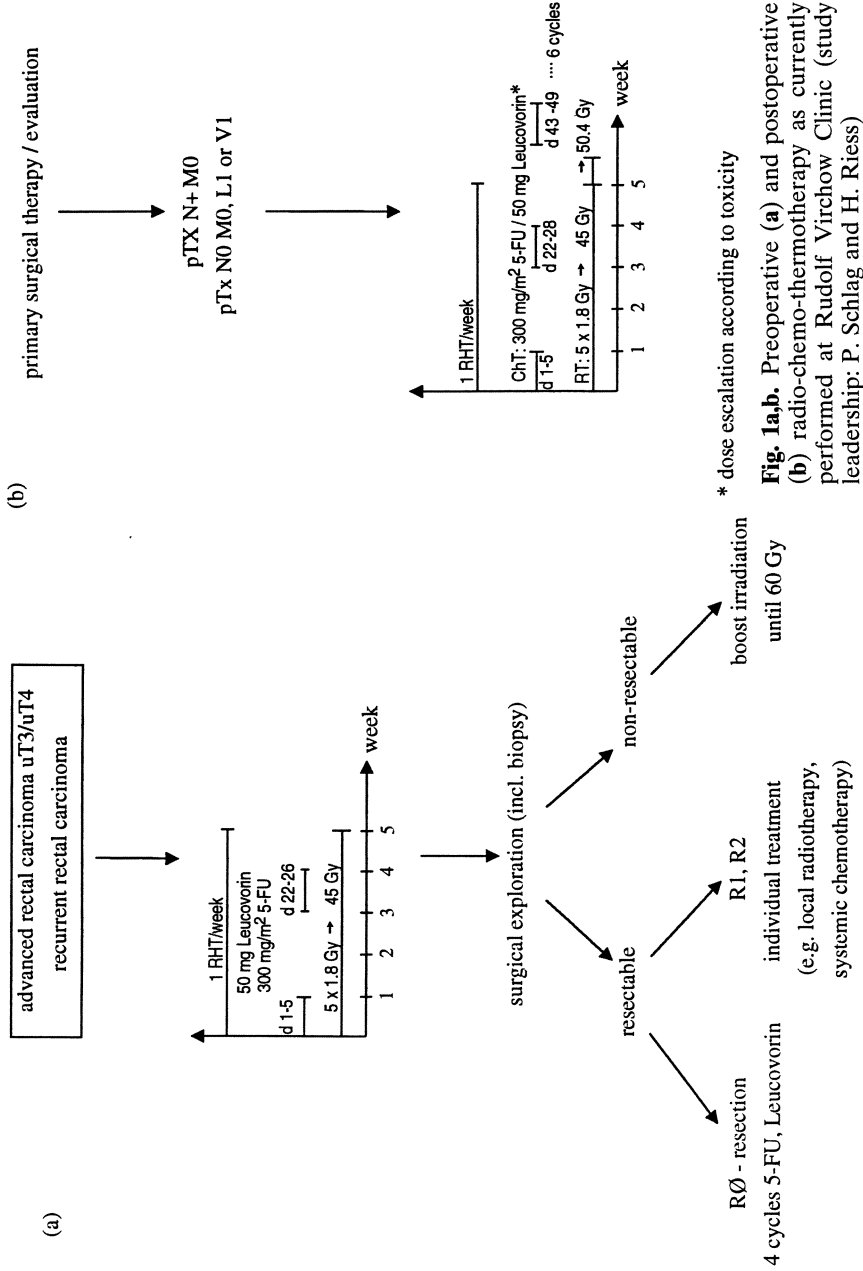 (a)
advanced rectal carcinoma uT3/uT4
recurrent rectal carcinoma
1 RHT/week
50 mg Leucovorin
300 mg/m² 5-FU
d 1-5
d 22-26
5 x 1.8 Gy → 45 Gy
1 2 3 4 5
week
surgical exploration (incl. biopsy)
resectable
non-resectable
RØ - resection
4 cycles 5-FU, Leucovorin
R1, R2
individual treatment
(e.g. local radiotherapy,
systemic chemotherapy)
boost irradiation
until 60 Gy
(b)
primary surgical therapy / evaluation
pTX N+ M0
pTx N0 M0, L1 or V1
1 RHT/week
ChT: 300 mg/m² 5-FU / 50 mg Leucovorin*
d 1-5
d 22-28
d 43 -49 ···· 6 cycles
RT: 5 x 1.8 Gy → 45 Gy → 50.4 Gy
1 2 3 4 5
week
* dose escalation according to toxicity
Fig. 1a,b. Preoperative (a) and postoperative
(b) radio-chemo-thermotherapy as currently
performed at Rudolf Virchow Clinic (study
leadership: P. Schlag and H. Riess)